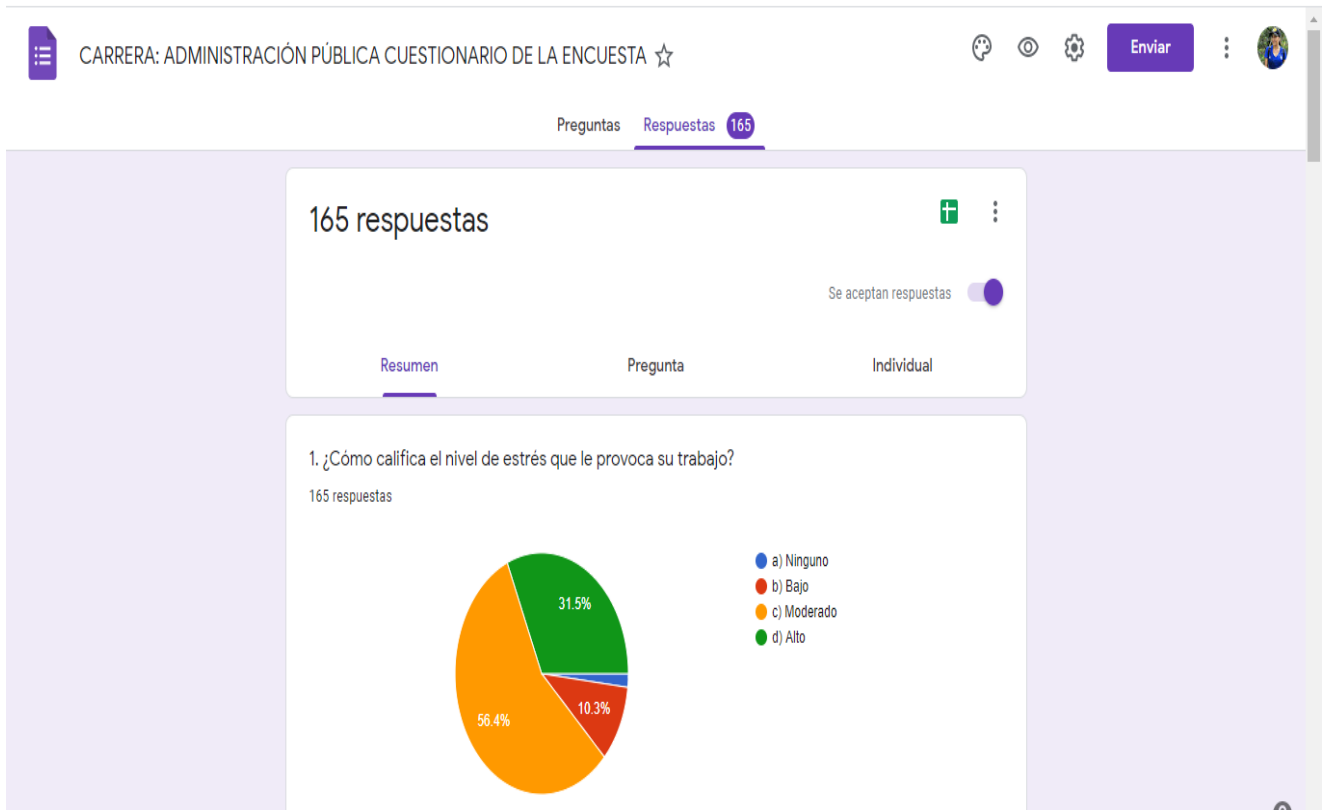 CARRERA: ADMINISTRACIÓN PÚBLICA CUESTIONARIO DE LA ENCUESTA
Enviar
Preguntas Respuestas 165
165 respuestas
Se aceptan respuestas
Resumen Pregunta Individual
1. ¿Cómo califica el nivel de estrés que le provoca su trabajo?
165 respuestas
a) Ninguno
b) Bajo
c) Moderado
d) Alto
31.5%
10.3%
56.4%